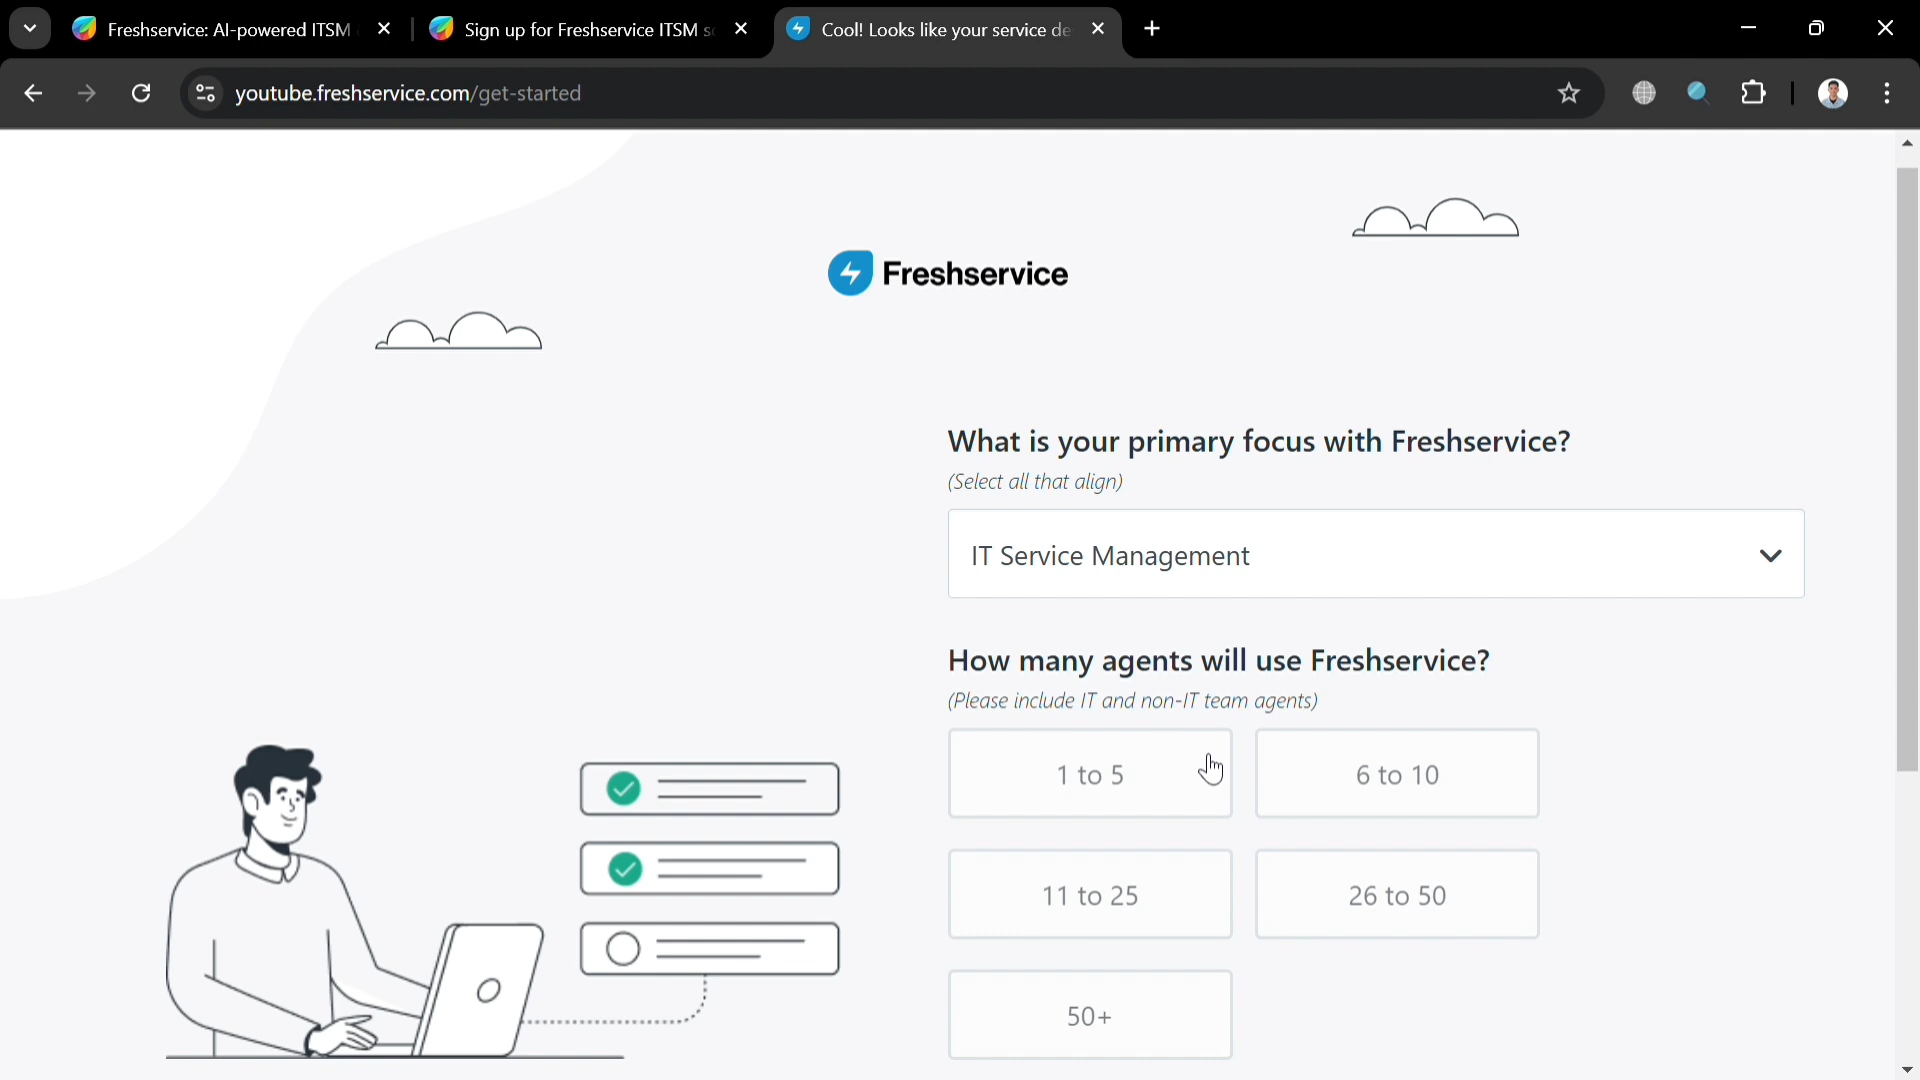 Freshservice: AI-powered ITSM
Sign up for Freshservice ITSM s
Cool! Looks like your service de
youtube.freshservice.com/get-started
Freshservice
What is your primary focus with Freshservice?
(Select all that align)
IT Service Management
How many agents will use Freshservice?
(Please include IT and non-IT team agents)
1 to 5
6 to 10
11 to 25
26 to 50
50+